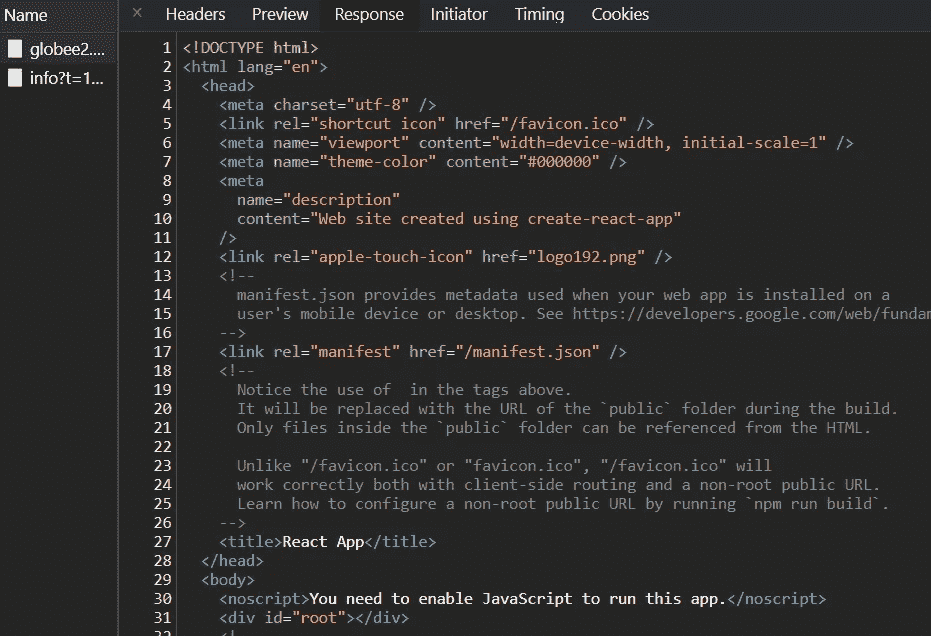 Name
× Headers Preview Response Initiator Timing Cookies
globee2....
info?t=1...
1 <!DOCTYPE html>
2 <html lang="en">
3 <head>
4 <meta charset="utf-8" />
5 <link rel="shortcut icon" href="/favicon.ico" />
6 <meta name="viewport" content="width=device-width, initial-scale=1" />
7 <meta name="theme-color" content="#000000" />
8 <meta
9 name="description"
10 content="Web site created using create-react-app"
11 />
12 <link rel="apple-touch-icon" href="logo192.png" />
13 <!--
14 manifest.json provides metadata used when your web app is installed on a
15 user's mobile device or desktop. See https://developers.google.com/web/fundam
16 -->
17 <link rel="manifest" href="/manifest.json" />
18 <!--
19 Notice the use of  in the tags above.
20 It will be replaced with the URL of the `public` folder during the build.
21 Only files inside the `public` folder can be referenced from the HTML.
22
23 Unlike "/favicon.ico" or "favicon.ico", "/favicon.ico" will
24 work correctly both with client-side routing and a non-root public URL.
25 Learn how to configure a non-root public URL by running `npm run build`.
26 -->
27 <title>React App</title>
28 </head>
29 <body>
30 <noscript>You need to enable JavaScript to run this app.</noscript>
31 <div id="root"></div>
32 <!--